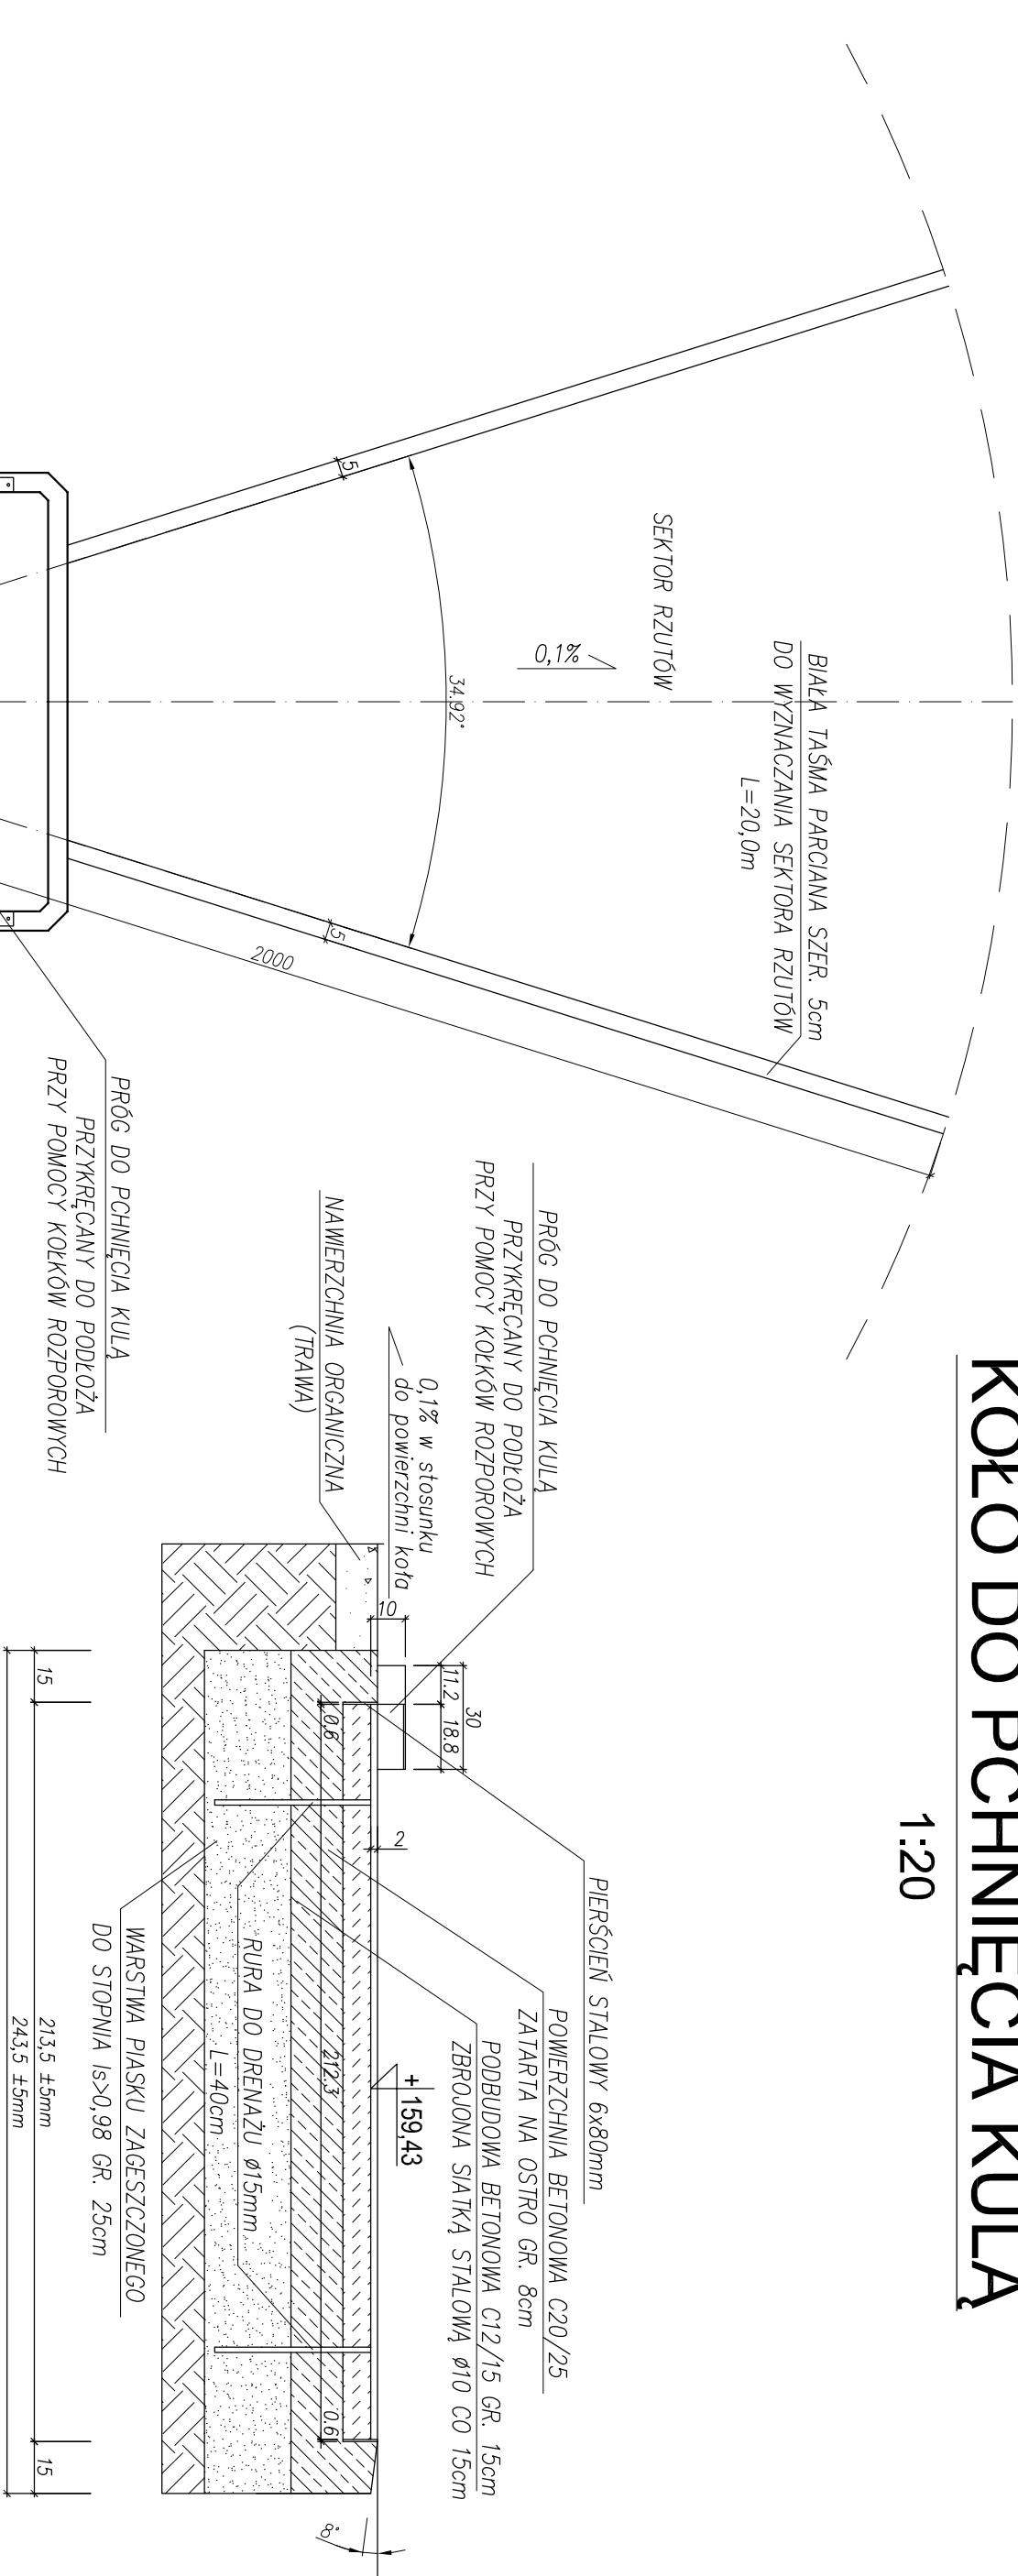 KOŁO DO PCHNIĘCIA KULĄ
1:20
BIAŁA TAŚMA PARCIANA SZER. 5cm
DO WYZNACZANIA SEKTORA RZUTÓW
L=20,0m
SEKTOR RZUTÓW
0,1%
34.92°
5
5
2000
PRÓG DO PCHNIĘCIA KULĄ
PRZYKRĘCANY DO PODŁOŻA
PRZY POMOCY KOŁKÓW ROZPOROWYCH
PRÓG DO PCHNIĘCIA KULĄ
PRZYKRĘCANY DO PODŁOŻA
PRZY POMOCY KOŁKÓW ROZPOROWYCH
0,1% w stosunku
do powierzchni koła
NAWIERZCHNIA ORGANICZNA
(TRAWA)
10
30
11.2 18.8
0.6
2
PIERŚCIEŃ STALOWY 6x80mm
POWIERZCHNIA BETONOWA C20/25
ZATARTA NA OSTRO GR. 8cm
PODBUDOWA BETONOWA C12/15 GR. 15cm
ZBROJONA SIATKĄ STALOWĄ ø10 CO 15cm
+159,43
212,3
0.6
RURA DO DRENAŻU ø15mm
L=40cm
WARSTWA PIASKU ZAGESZCZONEGO
DO STOPNIA Is>0,98 GR. 25cm
8°
15
213,5 ±5mm
15
243,5 ±5mm